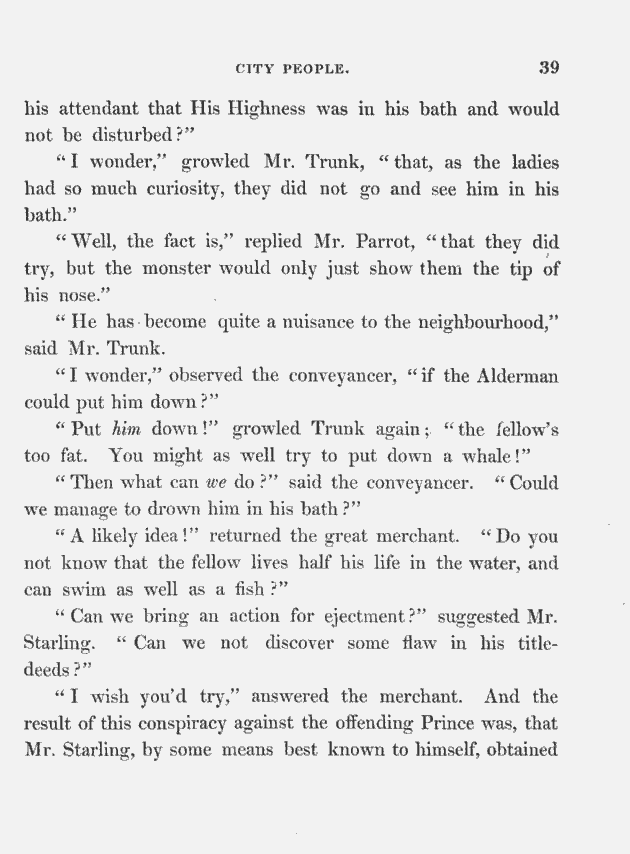 CITY PEOPLE. 39
his attendant that His Highness was in his bath and would
not be disturbed?”
“I wonder,” growled Mr. Trunk, “that, as the ladies
had so much curiosity, they did not go and see him in his
bath.”
“Well, the fact is,” replied Mr. Parrot, “that they did
try, but the monster would only just show them the tip of
his nose.”
“He has become quite a nuisance to the neighbourhood,”
said Mr. Trunk.
“I wonder,” observed the conveyancer, “if the Alderman
could put him down?”
“Put him down!” growled Trunk again; “the fellow’s
too fat. You might as well try to put down a whale!”
“Then what can we do?” said the conveyancer. “Could
we manage to drown him in his bath?”
“A likely idea!” returned the great merchant. “Do you
not know that the fellow lives half his life in the water, and
can swim as well as a fish?”
“Can we bring an action for ejectment?” suggested Mr.
Starling. “Can we not discover some flaw in his title-
deeds?”
“I wish you’d try,” answered the merchant. And the
result of this conspiracy against the offending Prince was, that
Mr. Starling, by some means best known to himself, obtained